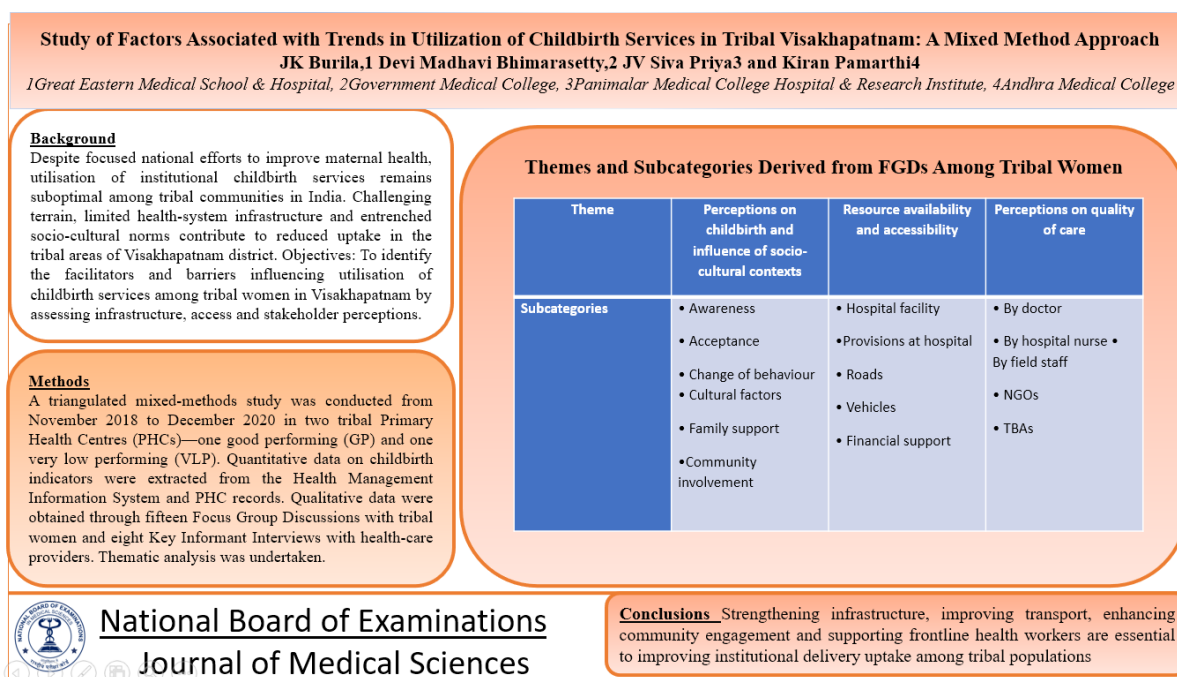 Study of Factors Associated with Trends in Utilization of Childbirth Services in Tribal Visakhapatnam: A Mixed Method Approach
JK Burila,1 Devi Madhavi Bhimarasetty,2 JV Siva Priya3 and Kiran Pamarthi4
1Great Eastern Medical School & Hospital, 2Government Medical College, 3Panimalar Medical College Hospital & Research Institute, 4Andhra Medical College
Background
Despite focused national efforts to improve maternal health,
utilisation of institutional childbirth services remains
suboptimal among tribal communities in India. Challenging
terrain, limited health-system infrastructure and entrenched
socio-cultural norms contribute to reduced uptake in the
tribal areas of Visakhapatnam district. Objectives: To identify
the facilitators and barriers influencing utilisation of
childbirth services among tribal women in Visakhapatnam by
assessing infrastructure, access and stakeholder perceptions.
Methods
A triangulated mixed-methods study was conducted from
November 2018 to December 2020 in two tribal Primary
Health Centres (PHCs)—one good performing (GP) and one
very low performing (VLP). Quantitative data on childbirth
indicators were extracted from the Health Management
Information System and PHC records. Qualitative data were
obtained through fifteen Focus Group Discussions with tribal
women and eight Key Informant Interviews with health-care
providers. Thematic analysis was undertaken.
Themes and Subcategories Derived from FGDs Among Tribal Women
Theme
Perceptions on
childbirth and
influence of socio-
cultural contexts
Resource availability
and accessibility
Perceptions on quality
of care
Subcategories
• Awareness
• Acceptance
• Change of behaviour
• Cultural factors
• Family support
•Community
involvement
• Hospital facility
•Provisions at hospital
• Roads
• Vehicles
• Financial support
• By doctor
• By hospital nurse •
By field staff
• NGOs
• TBAs
National Board of Examinations
Journal of Medical Sciences
Conclusions Strengthening infrastructure, improving transport, enhancing
community engagement and supporting frontline health workers are essential
to improving institutional delivery uptake among tribal populations